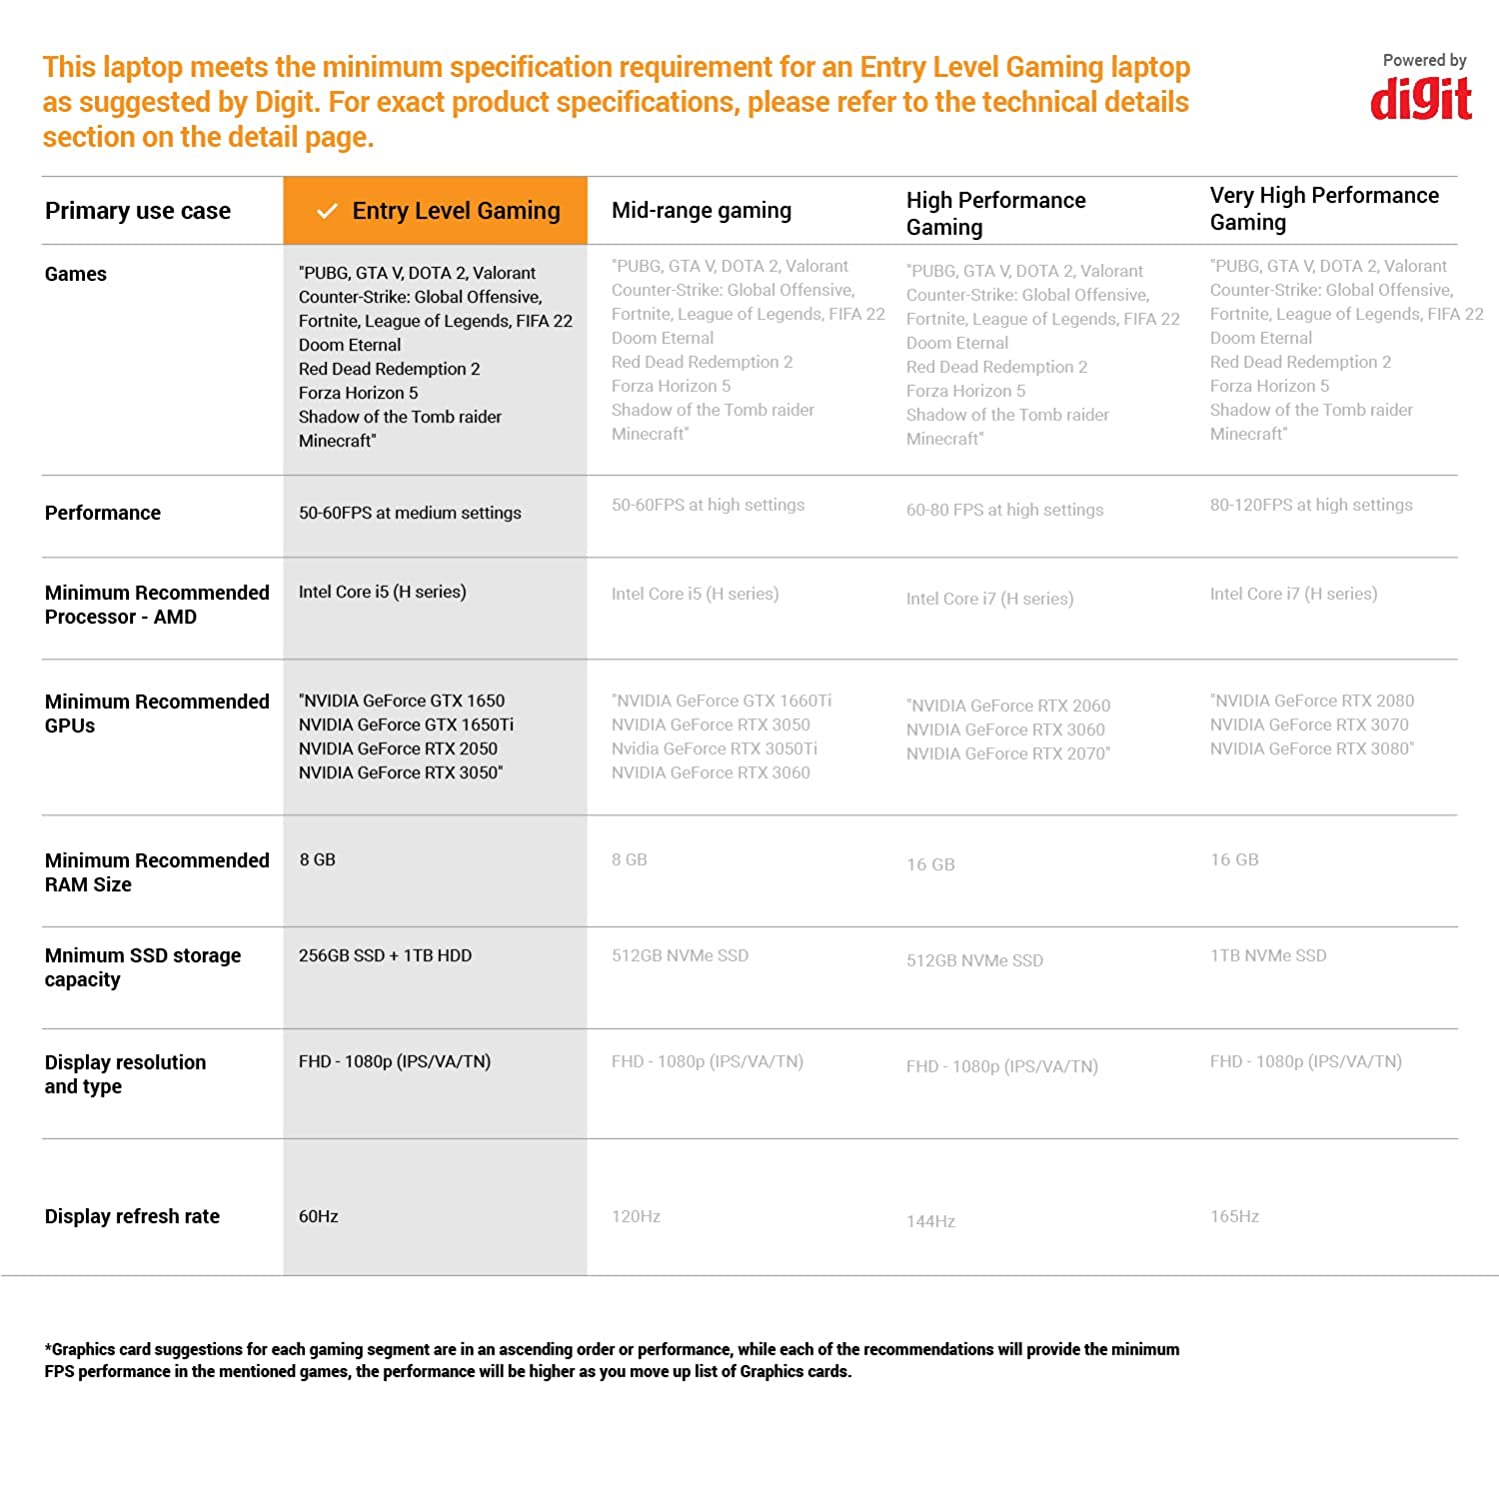 This laptop meets the minimum specification requirement for an Entry Level Gaming laptop
as suggested by Digit. For exact product specifications, please refer to the technical details
section on the detail page.
Powered by
digit
Primary use case
Entry Level Gaming
Mid-range gaming
High Performance
Gaming
Very High Performance
Gaming
Games
"PUBG, GTA V, DOTA 2, Valorant
Counter-Strike: Global Offensive,
Fortnite, League of Legends, FIFA 22
Doom Eternal
Red Dead Redemption 2
Forza Horizon 5
Shadow of the Tomb raider
Minecraft"
"PUBG, GTA V, DOTA 2, Valorant
Counter-Strike: Global Offensive,
Fortnite, League of Legends, FIFA 22
Doom Eternal
Red Dead Redemption 2
Forza Horizon 5
Shadow of the Tomb raider
Minecraft"
"PUBG, GTA V, DOTA 2, Valorant
Counter-Strike: Global Offensive,
Fortnite, League of Legends, FIFA 22
Doom Eternal
Red Dead Redemption 2
Forza Horizon 5
Shadow of the Tomb raider
Minecraft"
"PUBG, GTA V, DOTA 2, Valorant
Counter-Strike: Global Offensive,
Fortnite, League of Legends, FIFA 22
Doom Eternal
Red Dead Redemption 2
Forza Horizon 5
Shadow of the Tomb raider
Minecraft"
Performance
50-60FPS at medium settings
50-60FPS at high settings
60-80 FPS at high settings
80-120FPS at high settings
Minimum Recommended
Processor - AMD
Intel Core i5 (H series)
Intel Core i5 (H series)
Intel Core i7 (H series)
Intel Core i7 (H series)
Minimum Recommended
GPUs
"NVIDIA GeForce GTX 1650
NVIDIA GeForce GTX 1650Ti
NVIDIA GeForce RTX 2050
NVIDIA GeForce RTX 3050"
"NVIDIA GeForce GTX 1660Ti
NVIDIA GeForce RTX 3050
Nvidia GeForce RTX 3050Ti
NVIDIA GeForce RTX 3060
"NVIDIA GeForce RTX 2060
NVIDIA GeForce RTX 3060
NVIDIA GeForce RTX 2070"
"NVIDIA GeForce RTX 2080
NVIDIA GeForce RTX 3070
NVIDIA GeForce RTX 3080"
Minimum Recommended
RAM Size
8 GB
8 GB
16 GB
16 GB
Mnimum SSD storage
capacity
256GB SSD + 1TB HDD
512GB NVMe SSD
512GB NVMe SSD
1TB NVMe SSD
Display resolution
and type
FHD - 1080p (IPS/VA/TN)
FHD - 1080p (IPS/VA/TN)
FHD - 1080p (IPS/VA/TN)
FHD - 1080p (IPS/VA/TN)
Display refresh rate
60Hz
120Hz
144Hz
165Hz
*Graphics card suggestions for each gaming segment are in an ascending order or performance, while each of the recommendations will provide the minimum
FPS performance in the mentioned games, the performance will be higher as you move up list of Graphics cards.